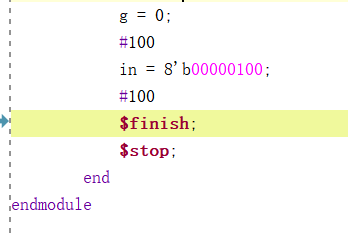 g = 0;
#100
in = 8'b00000100;
#100
$finish;
$stop;
end
endmodule